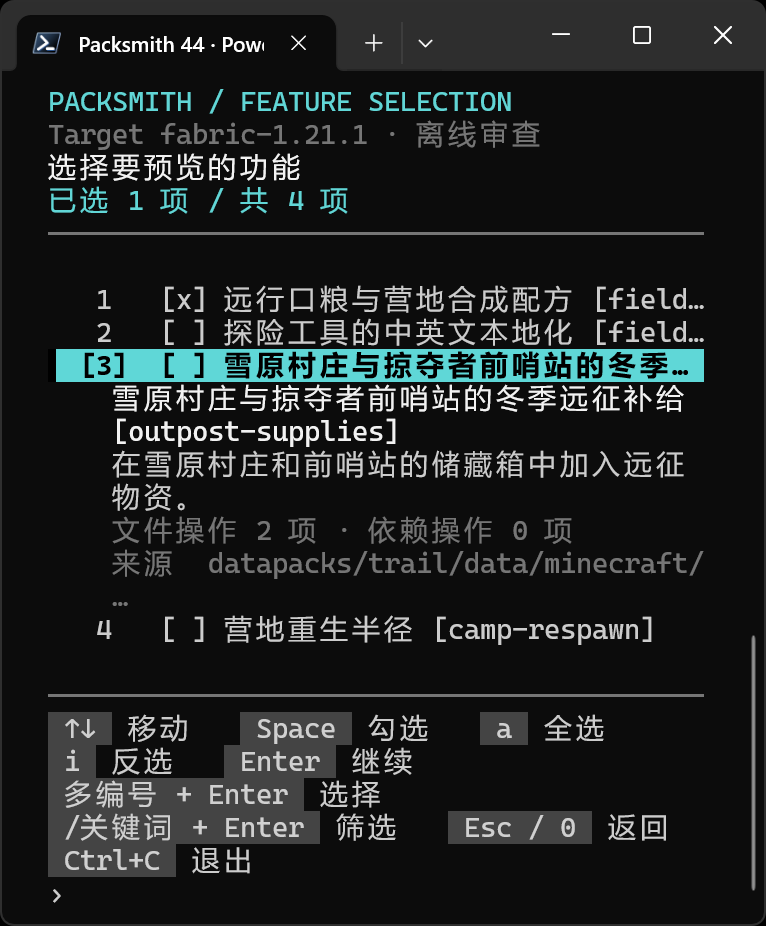 Packsmith 44 · Pow
PACKSMITH / FEATURE SELECTION
Target fabric-1.21.1 · 离线审查
选择要预览的功能
已选 1 项 / 共 4 项
1 [x] 远行口粮与营地合成配方 [field…
2 [ ] 探险工具的中英文本地化 [field…
[3] [ ] 雪原村庄与掠夺者前哨站的冬季…
雪原村庄与掠夺者前哨站的冬季远征补给
[outpost-supplies]
在雪原村庄和前哨站的储藏箱中加入远征
物资。
文件操作 2 项 · 依赖操作 0 项
来源 datapacks/trail/data/minecraft/
…
4 [ ] 营地重生半径 [camp-respawn]
↑↓ 移动 Space 勾选 a 全选
i 反选 Enter 继续
多编号 + Enter 选择
/关键词 + Enter 筛选 Esc / 0 返回
Ctrl+C 退出
›